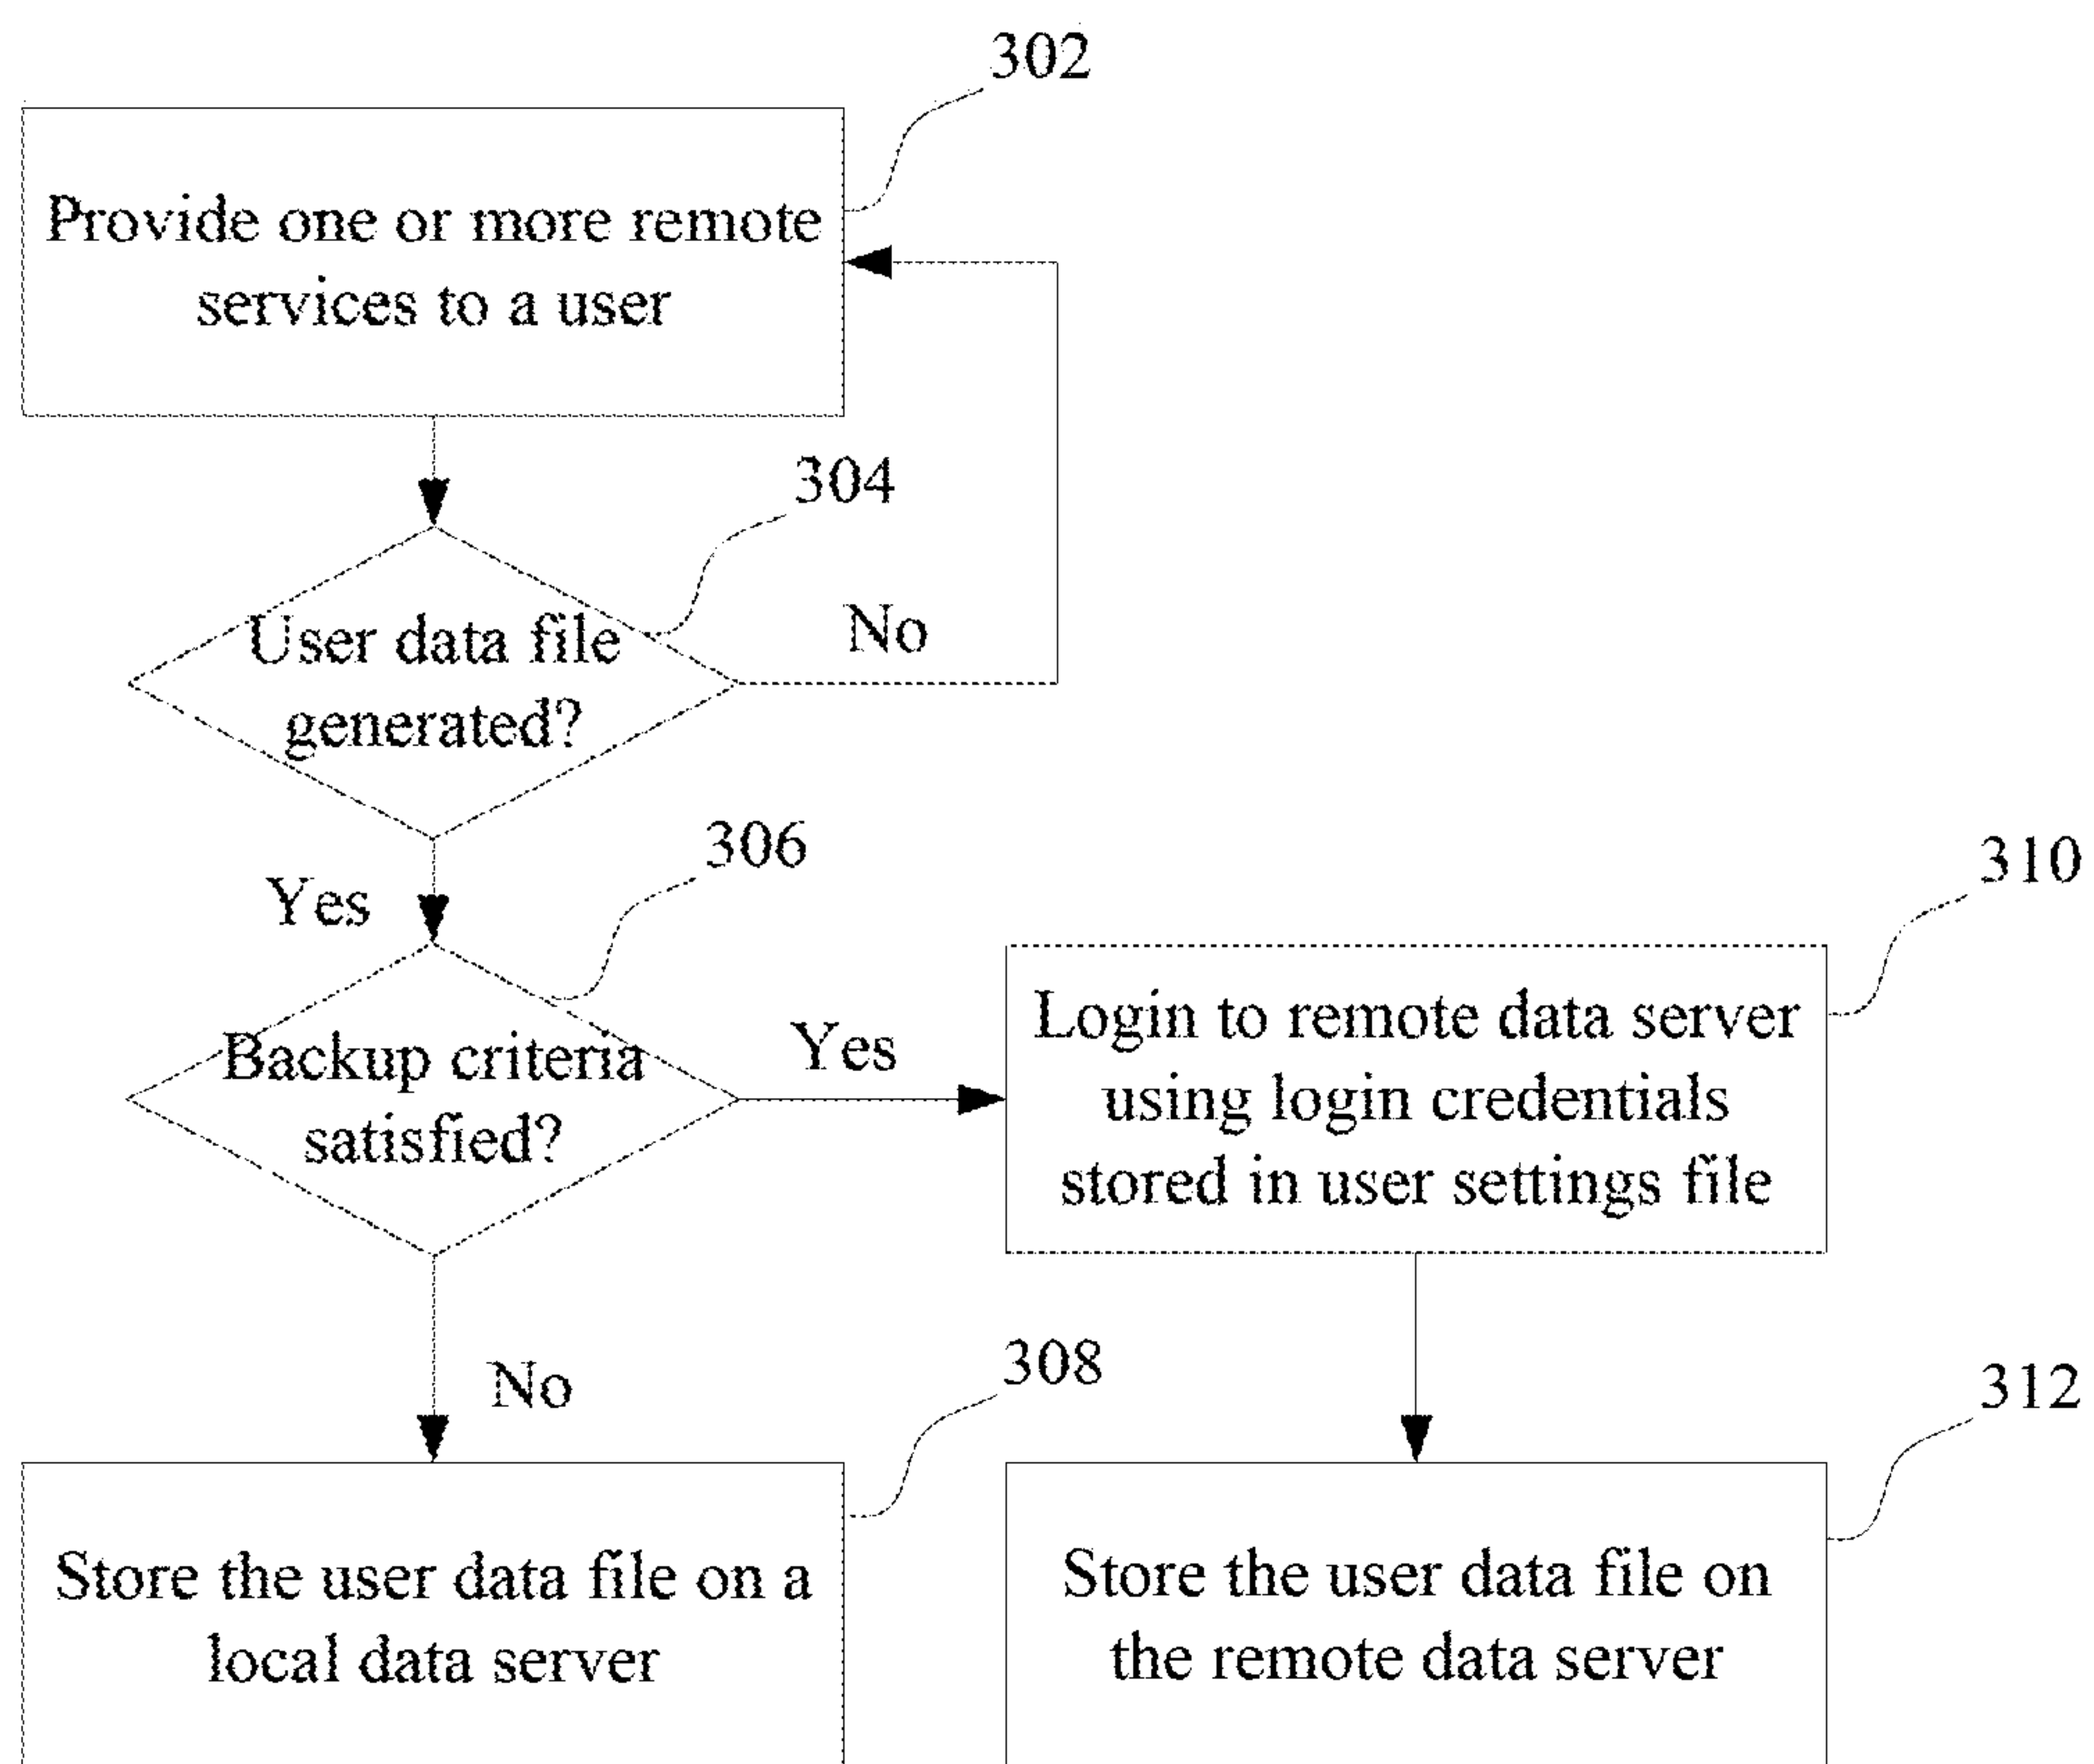 302
Provide one or more remote
services to a user
304
User data file
generated?
No
Yes
306
Backup criteria
satisfied?
Yes
310
Login to remote data server
using login credentials
stored in user settings file
No
308
Store the user data file on a
local data server
312
Store the user data file on
the remote data server